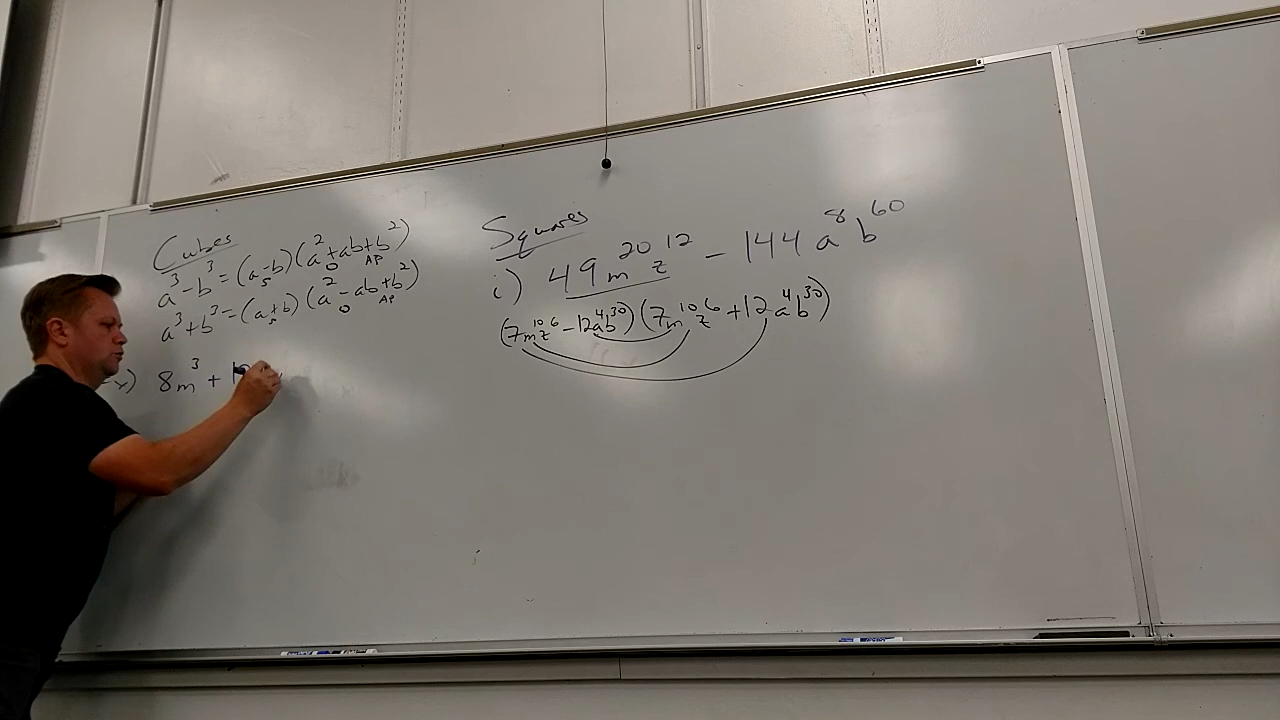 Cubes
a³-b³=(a-b)(a²+ab+b²)
S O AP
a³+b³=(a+b)(a²-ab+b²)
S O AP
8m³+
Squares
i) 49m²⁰z¹²-144a⁸b⁶⁰
(7m¹⁰z⁶-12a⁴b³⁰)(7m¹⁰z⁶+12a⁴b³⁰)